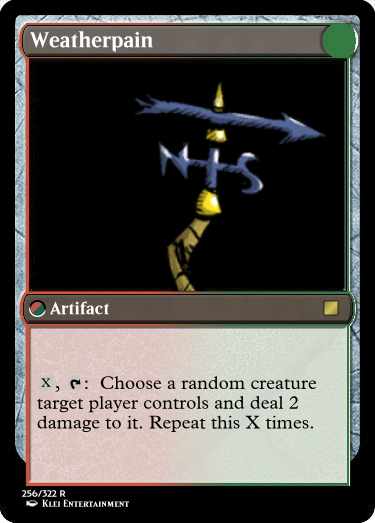 Weatherpain
N S
Artifact
X, : Choose a random creature
target player controls and deal 2
damage to it. Repeat this X times.
256/322 R
KLEI ENTERTAINMENT